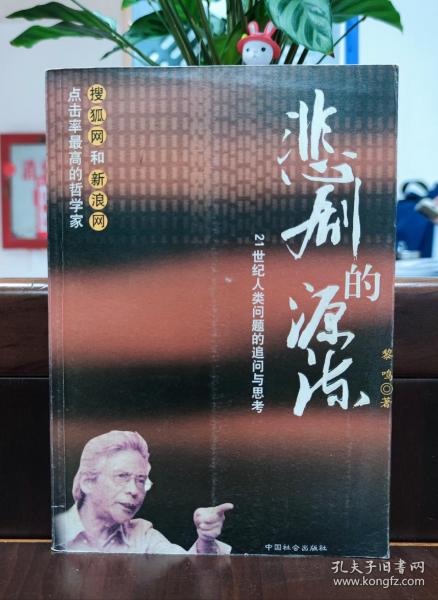 悲剧的源流
21世纪人类问题的追问与思考
黎鸣◎著
搜狐网和新浪网
点击率最高的哲学家
中国社会出版社
孔夫子旧书网
www.kongfz.com